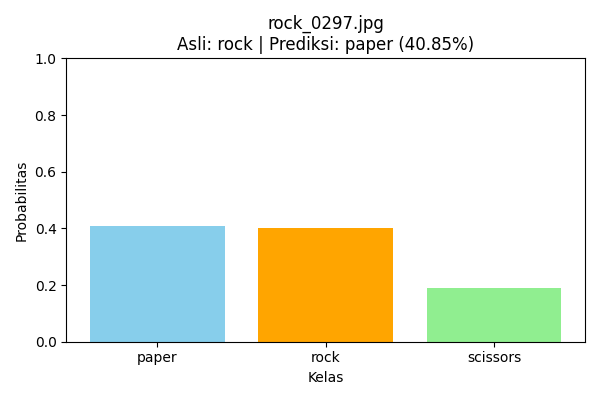 rock_0297.jpg
Asli: rock | Prediksi: paper (40.85%)
1.0
0.8
0.6
0.4
0.2
0.0
Probabilitas
paper
rock
scissors
Kelas